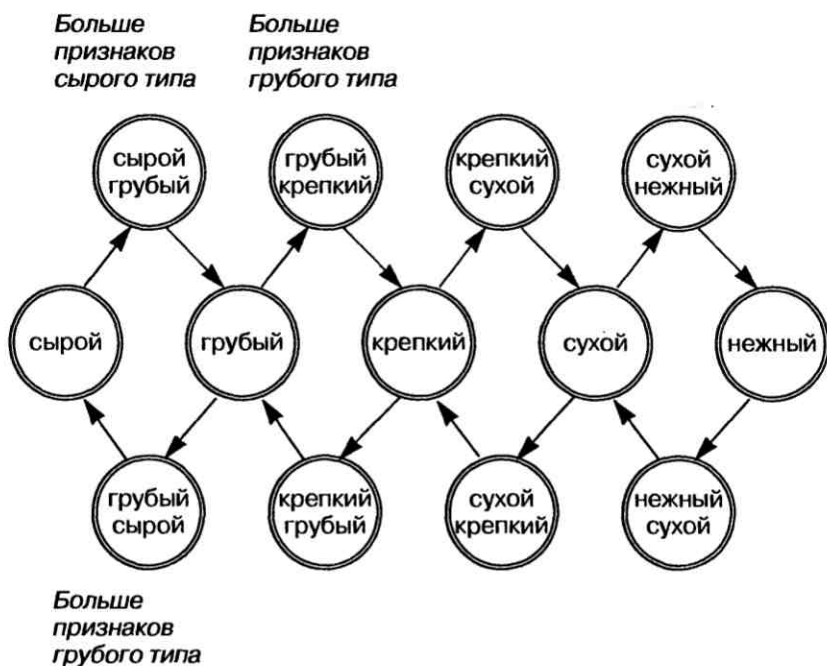 Больше
признаков
сырого типа
Больше
признаков
грубого типа
сырой
грубый
грубый
крепкий
крепкий
сухой
сухой
нежный
сырой
грубый
крепкий
сухой
нежный
грубый
сырой
крепкий
грубый
сухой
крепкий
нежный
сухой
Больше
признаков
грубого типа